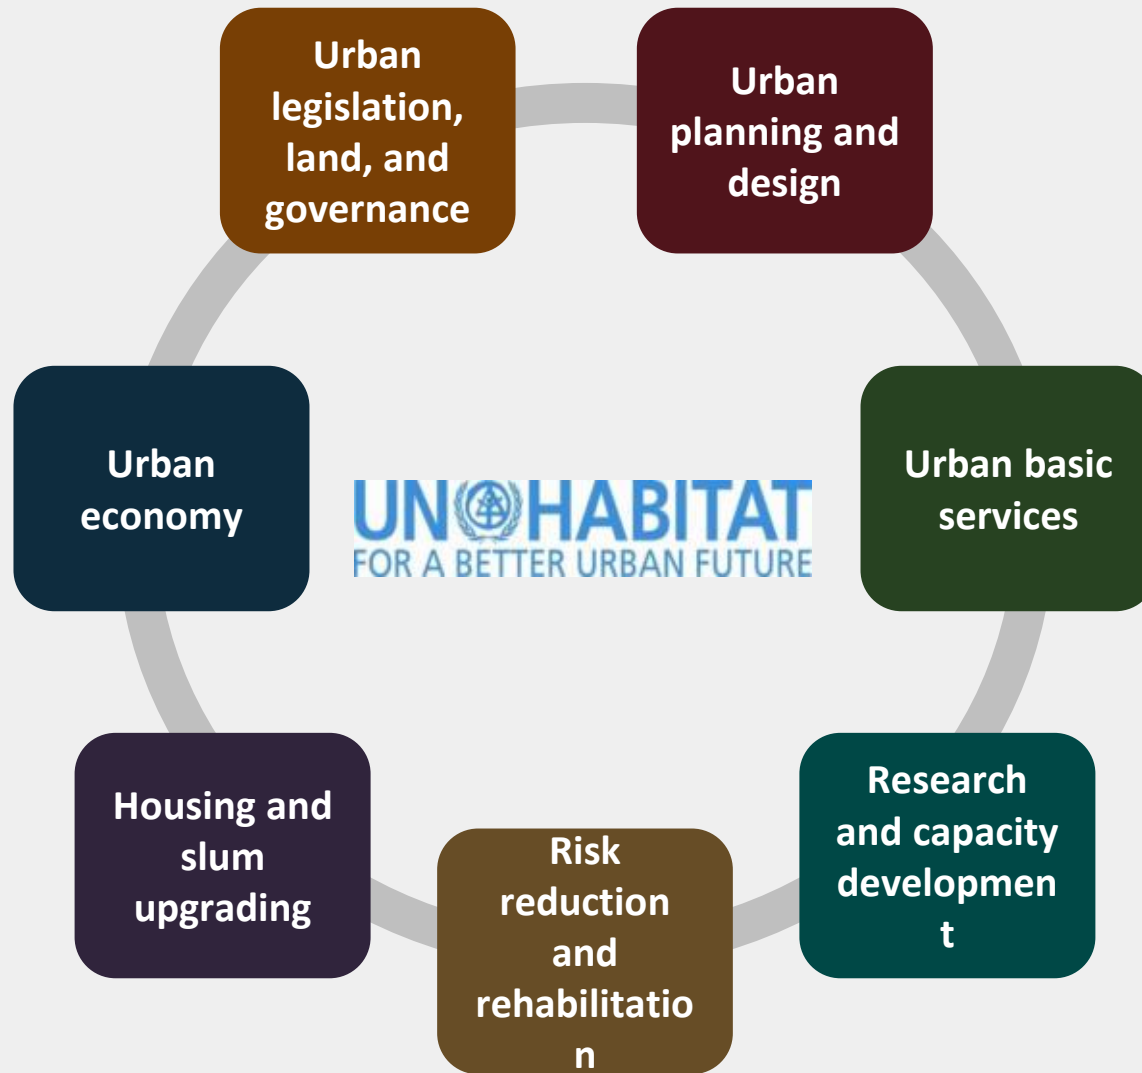 Urban
legislation,
land, and
governance
Urban
planning and
design
Urban
economy
UN HABITAT
FOR A BETTER URBAN FUTURE
Urban basic
services
Housing and
slum
upgrading
Risk
reduction
and
rehabilitatio
n
Research
and capacity
developmen
t